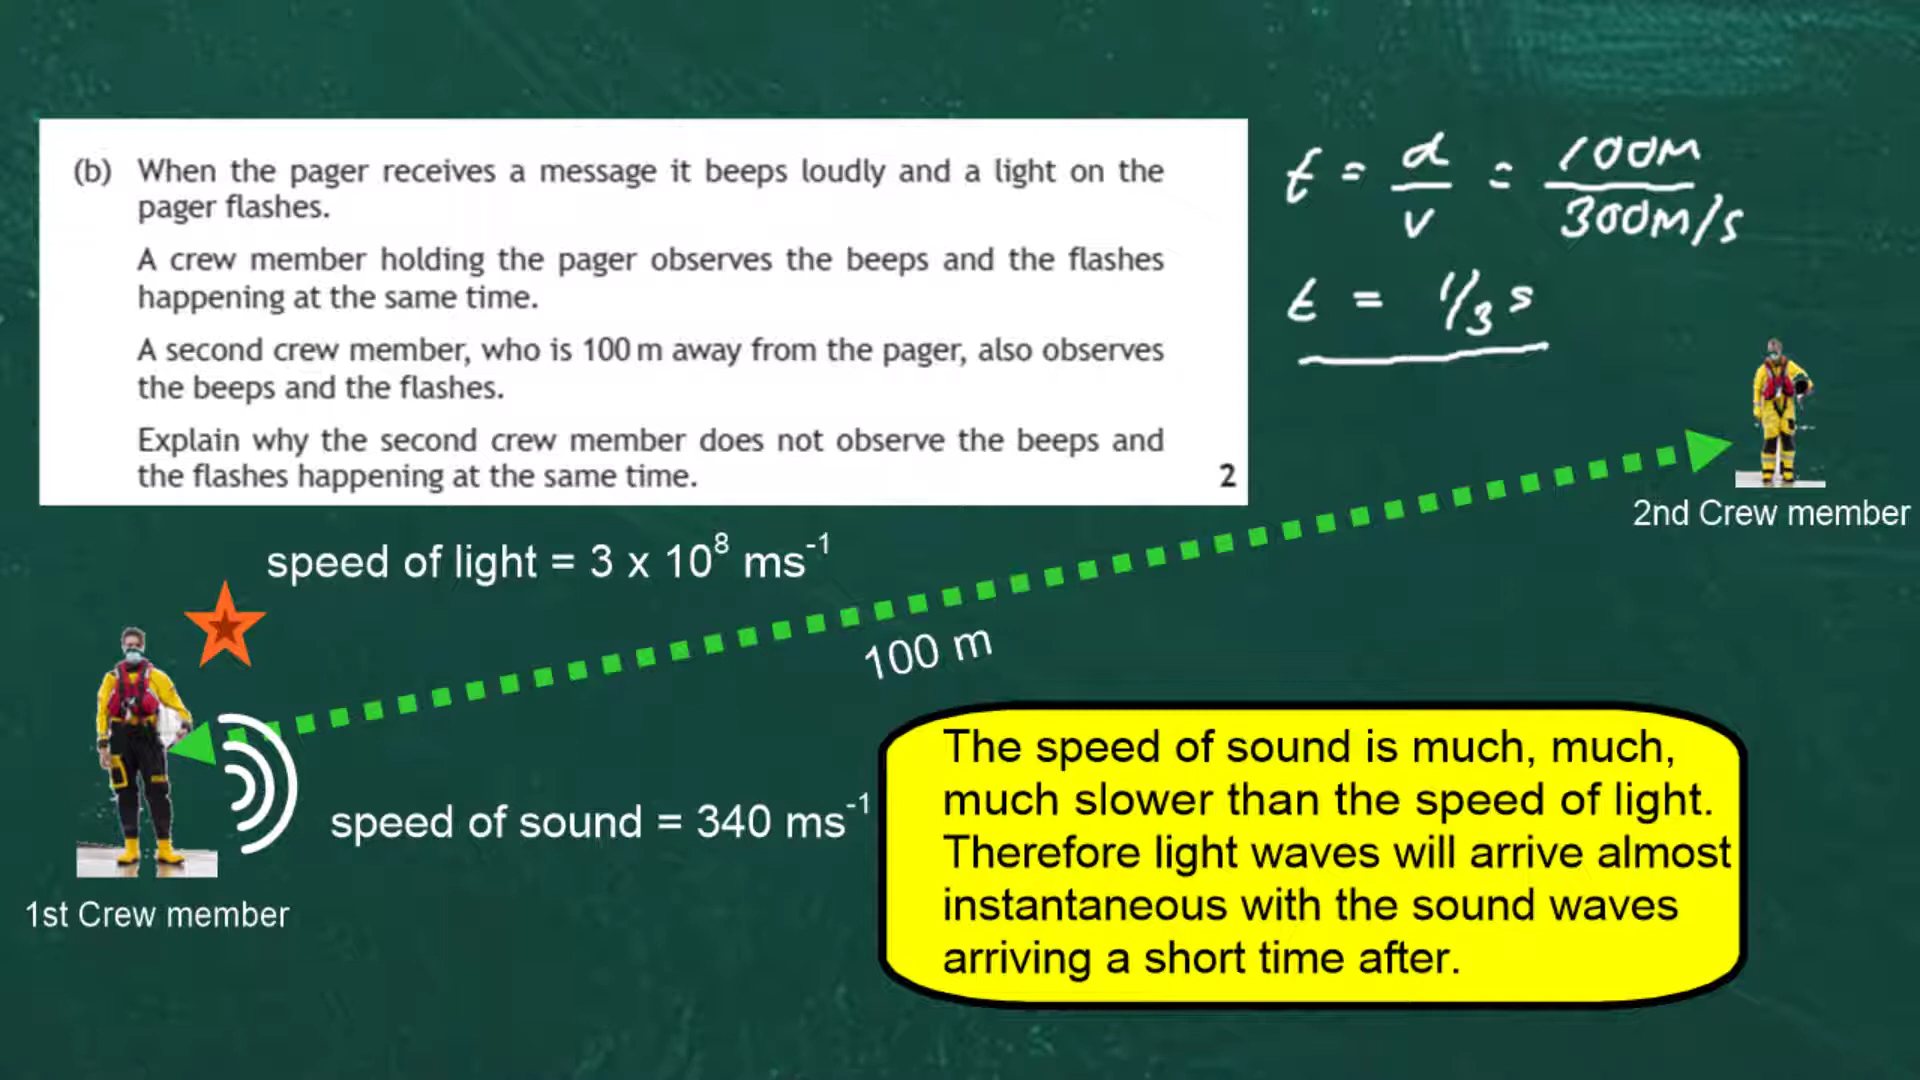 (b) When the pager receives a message it beeps loudly and a light on the
pager flashes.
A crew member holding the pager observes the beeps and the flashes
happening at the same time.
A second crew member, who is 100 m away from the pager, also observes
the beeps and the flashes.
Explain why the second crew member does not observe the beeps and
the flashes happening at the same time.
2
t = d/v = 100m/300m/s
t = 1/3 s
2nd Crew member
speed of light = 3 x 10⁸ ms⁻¹
100 m
speed of sound = 340 ms⁻¹
1st Crew member
The speed of sound is much, much,
much slower than the speed of light.
Therefore light waves will arrive almost
instantaneous with the sound waves
arriving a short time after.